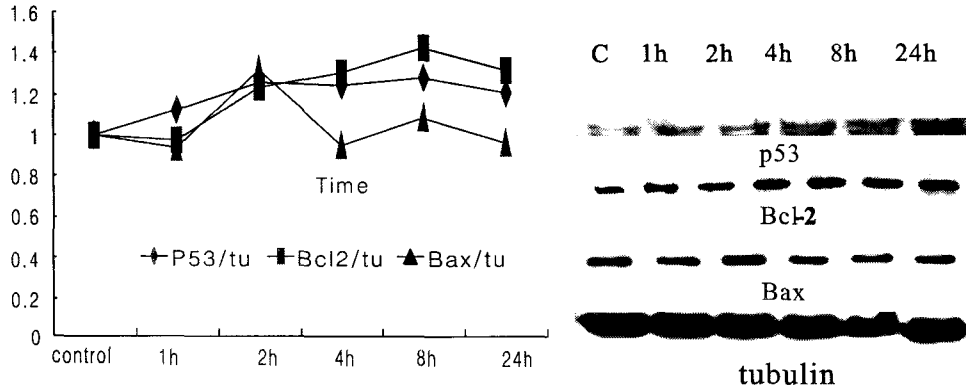 1.6
1.4
1.2
1
0.8
0.6
0.4
0.2
0
Time
P53/tu Bcl2/tu Bax/tu
control 1h 2h 4h 8h 24h
C 1h 2h 4h 8h 24h
p53
Bcl-2
Bax
tubulin